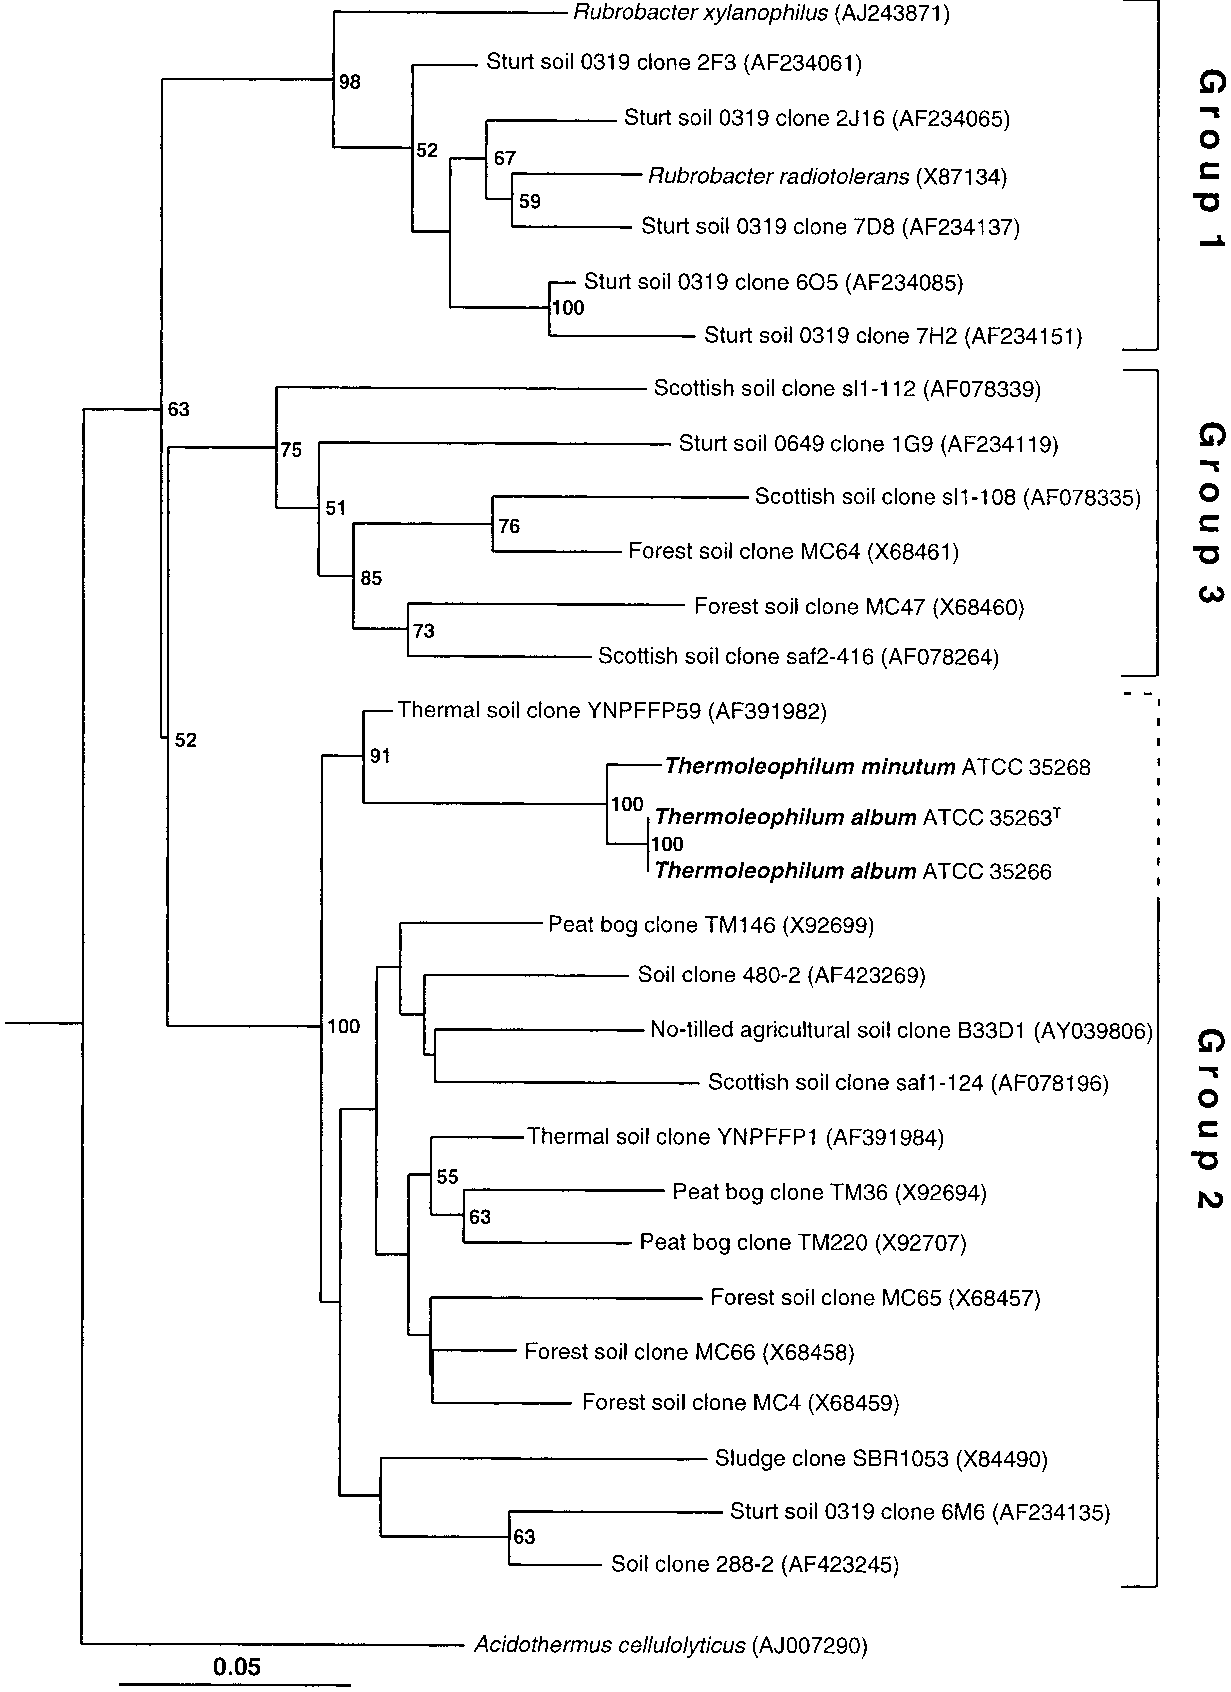 Rubrobacter xylanophilus (AJ243871)
Sturt soil 0319 clone 2F3 (AF234061)
98
Sturt soil 0319 clone 2J16 (AF234065)
52
67
Rubrobacter radiotolerans (X87134)
59
Sturt soil 0319 clone 7D8 (AF234137)
Sturt soil 0319 clone 6O5 (AF234085)
100
Sturt soil 0319 clone 7H2 (AF234151)
Group 1
Scottish soil clone sl1-112 (AF078339)
63
75
Sturt soil 0649 clone 1G9 (AF234119)
Scottish soil clone sl1-108 (AF078335)
51
76
Forest soil clone MC64 (X68461)
85
Forest soil clone MC47 (X68460)
73
Scottish soil clone saf2-416 (AF078264)
Group 3
Thermal soil clone YNPFFP59 (AF391982)
52
91
Thermoleophilum minutum ATCC 35268
100
Thermoleophilum album ATCC 35263ᵀ
100
Thermoleophilum album ATCC 35266
Peat bog clone TM146 (X92699)
Soil clone 480-2 (AF423269)
100
No-tilled agricultural soil clone B33D1 (AY039806)
Scottish soil clone saf1-124 (AF078196)
Thermal soil clone YNPFFP1 (AF391984)
55
Peat bog clone TM36 (X92694)
63
Peat bog clone TM220 (X92707)
Group 2
Forest soil clone MC65 (X68457)
Forest soil clone MC66 (X68458)
Forest soil clone MC4 (X68459)
Sludge clone SBR1053 (X84490)
Sturt soil 0319 clone 6M6 (AF234135)
63
Soil clone 288-2 (AF423245)
Acidothermus cellulolyticus (AJ007290)
0.05